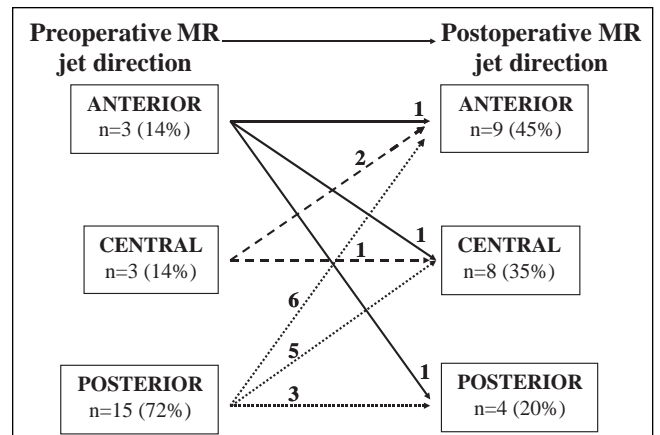 Preoperative MR
jet direction
Postoperative MR
jet direction
ANTERIOR
n=3 (14%)
1
ANTERIOR
n=9 (45%)
2
CENTRAL
n=3 (14%)
1
1
CENTRAL
n=8 (35%)
6
5
POSTERIOR
n=15 (72%)
3
1
POSTERIOR
n=4 (20%)